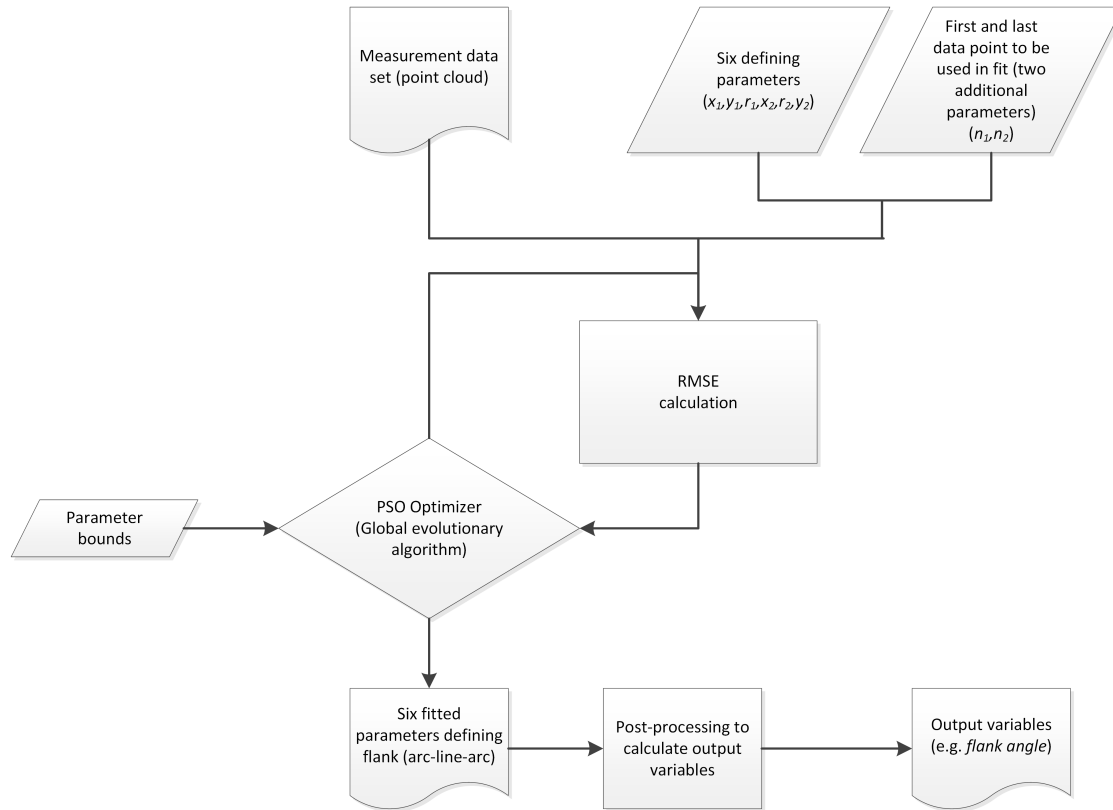 Measurement data
set (point cloud)
Six defining
parameters
(x₁,y₁,r₁,x₂,r₂,y₂)
First and last
data point to be
used in fit (two
additional
parameters)
(n₁,n₂)
RMSE
calculation
PSO Optimizer
(Global evolutionary
algorithm)
Parameter
bounds
Six fitted
parameters defining
flank (arc-line-arc)
Post-processing to
calculate output
variables
Output variables
(e.g. flank angle)